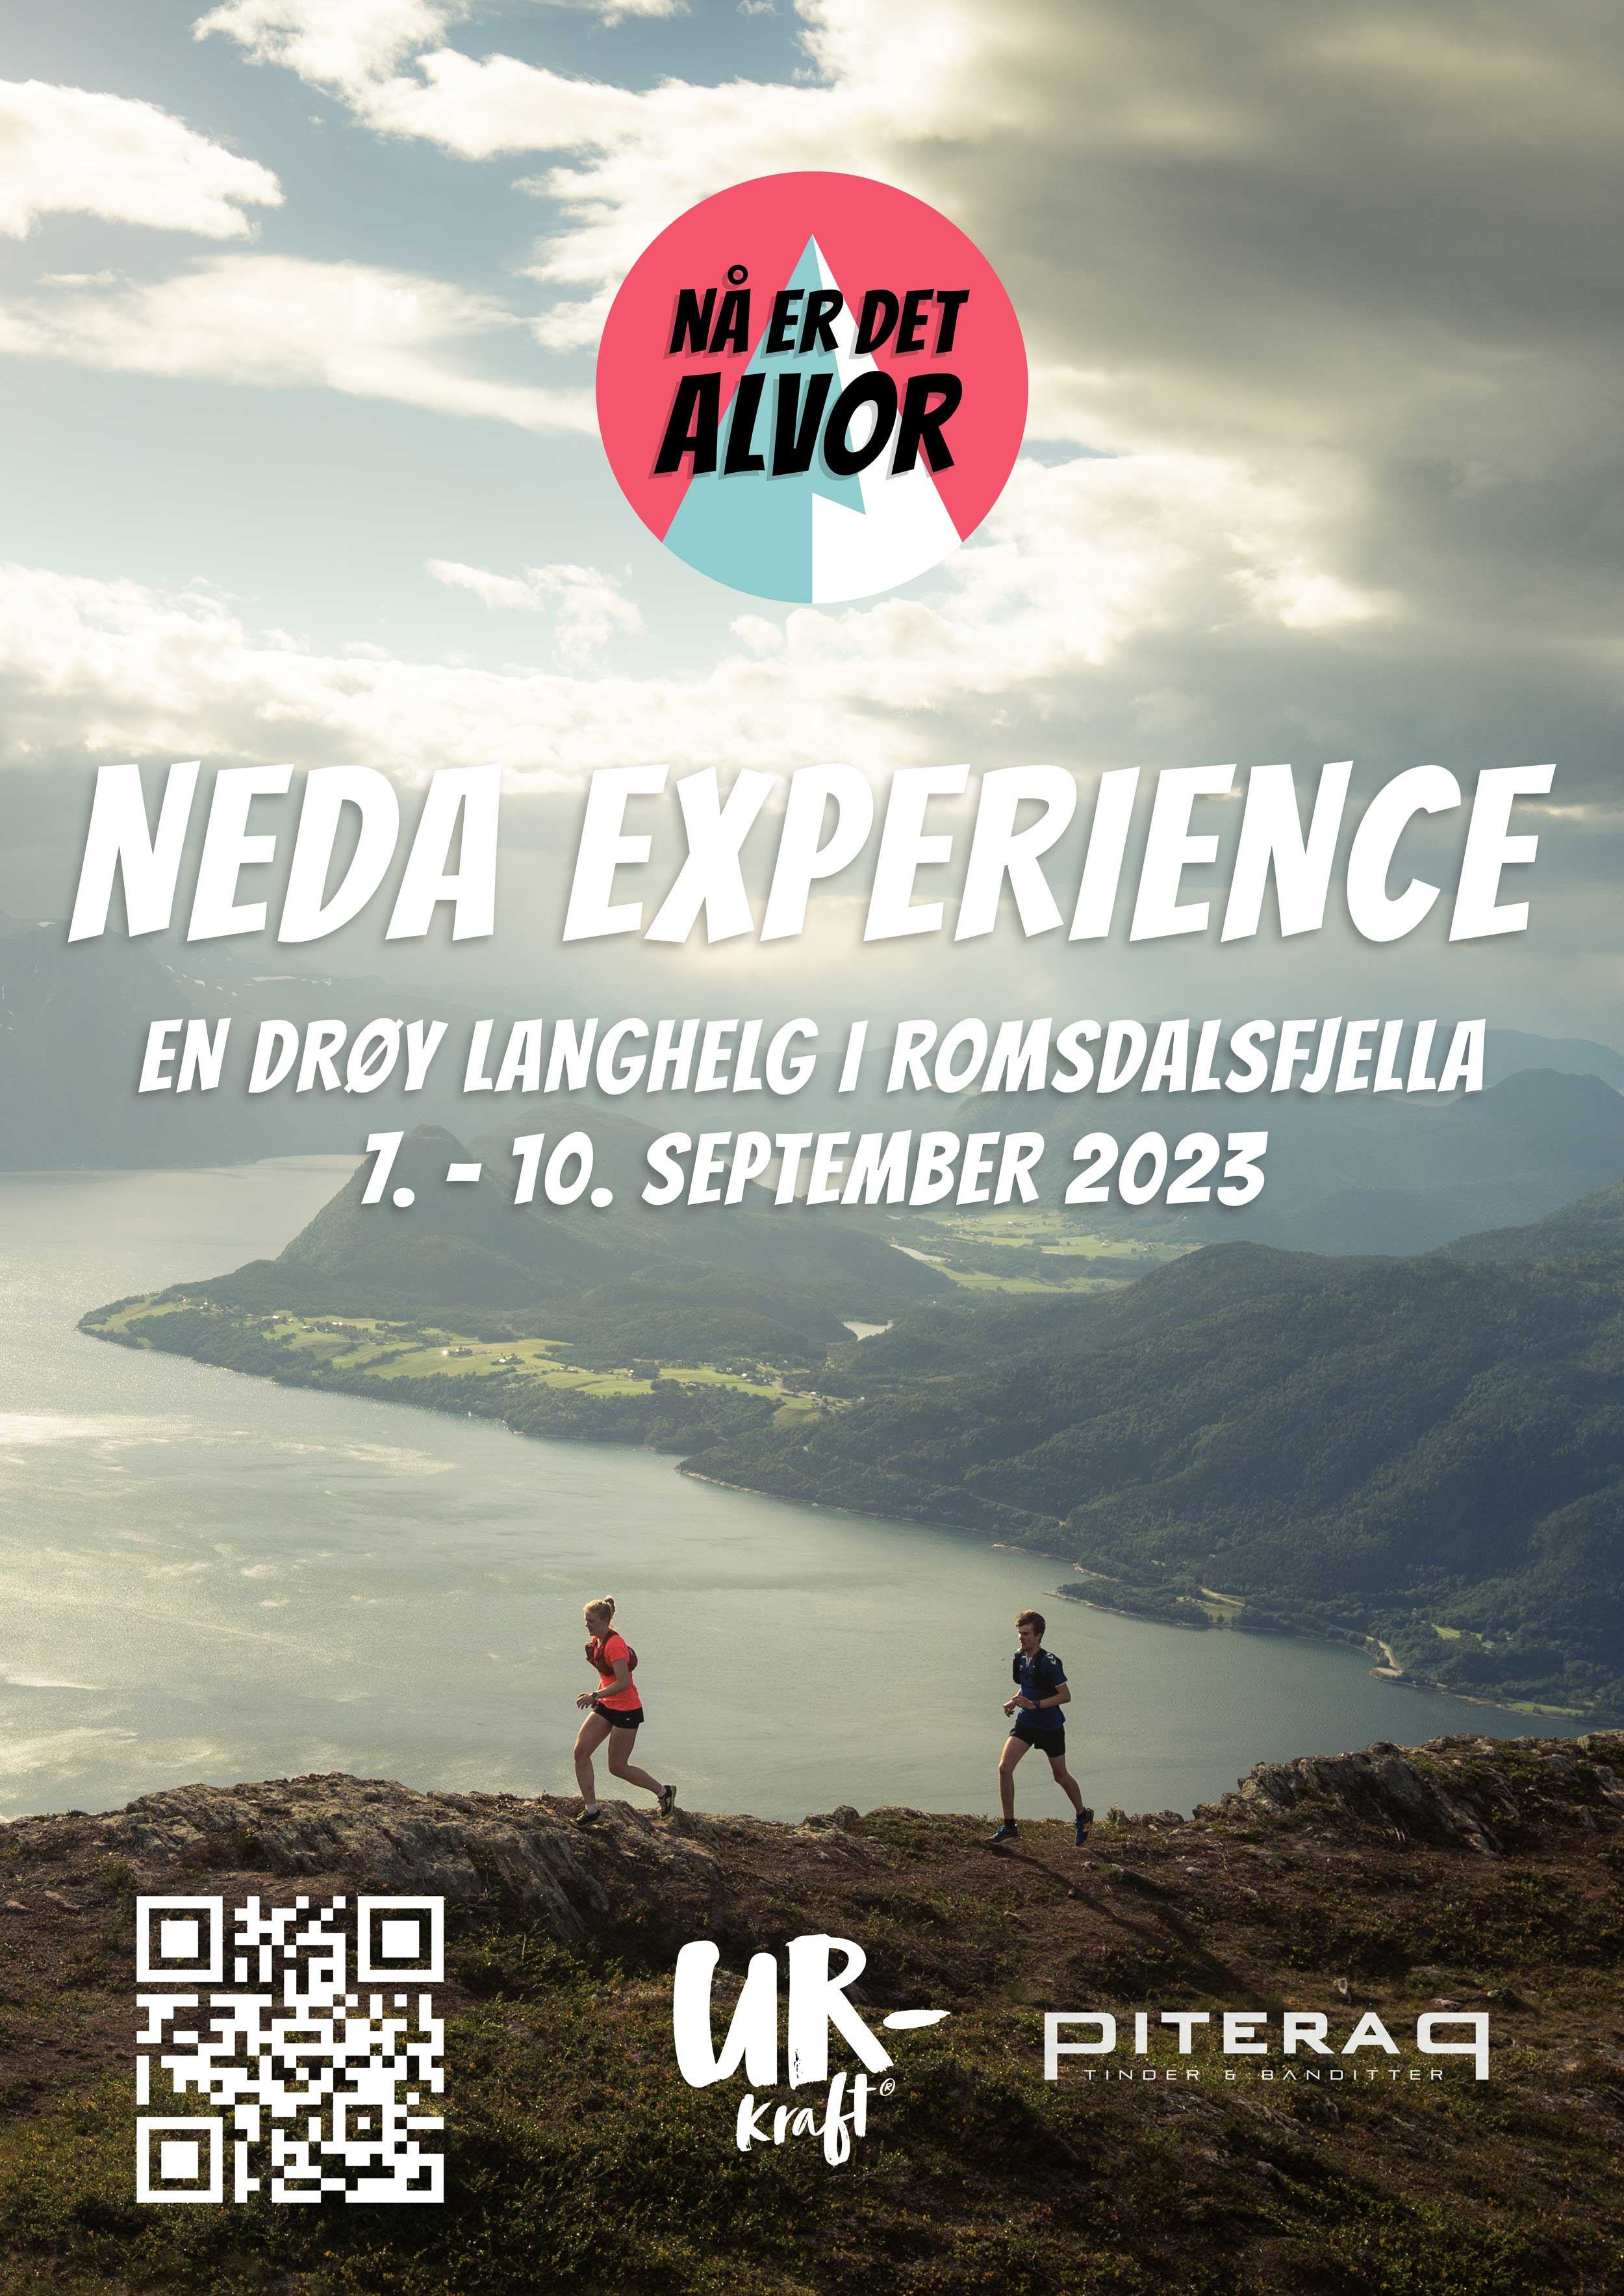 NÅ ER DET
ALVOR
NEDA EXPERIENCE
EN DRØY LANGHELG I ROMSDALSFJELLA
7. - 10. SEPTEMBER 2023
UR-
Kraft®
PITERAQ
TINDER & BANDITTER